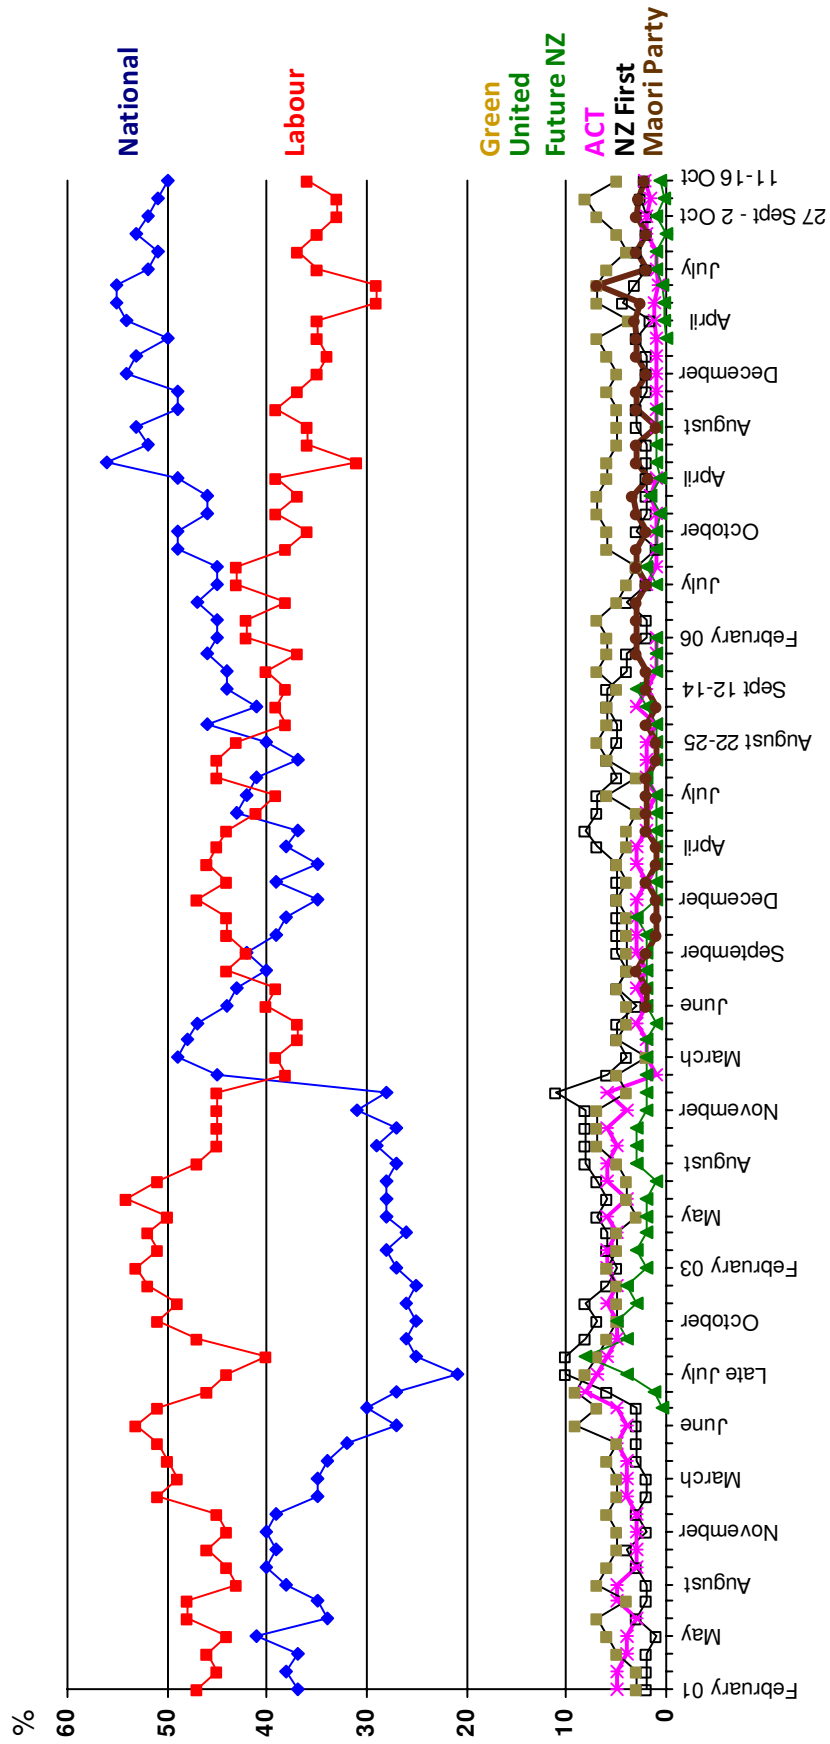 %
60
50
40
30
20
10
0
National
Labour
Green
United
Future NZ
ACT
NZ First
Maori Party
February 01
May
August
November
March
June
Late July
October
February 03
May
August
November
March
June
September
December
April
July
August 22-25
Sept 12-14
February 06
July
October
April
August
December
April
July
27 Sept - 2 Oct
11-16 Oct